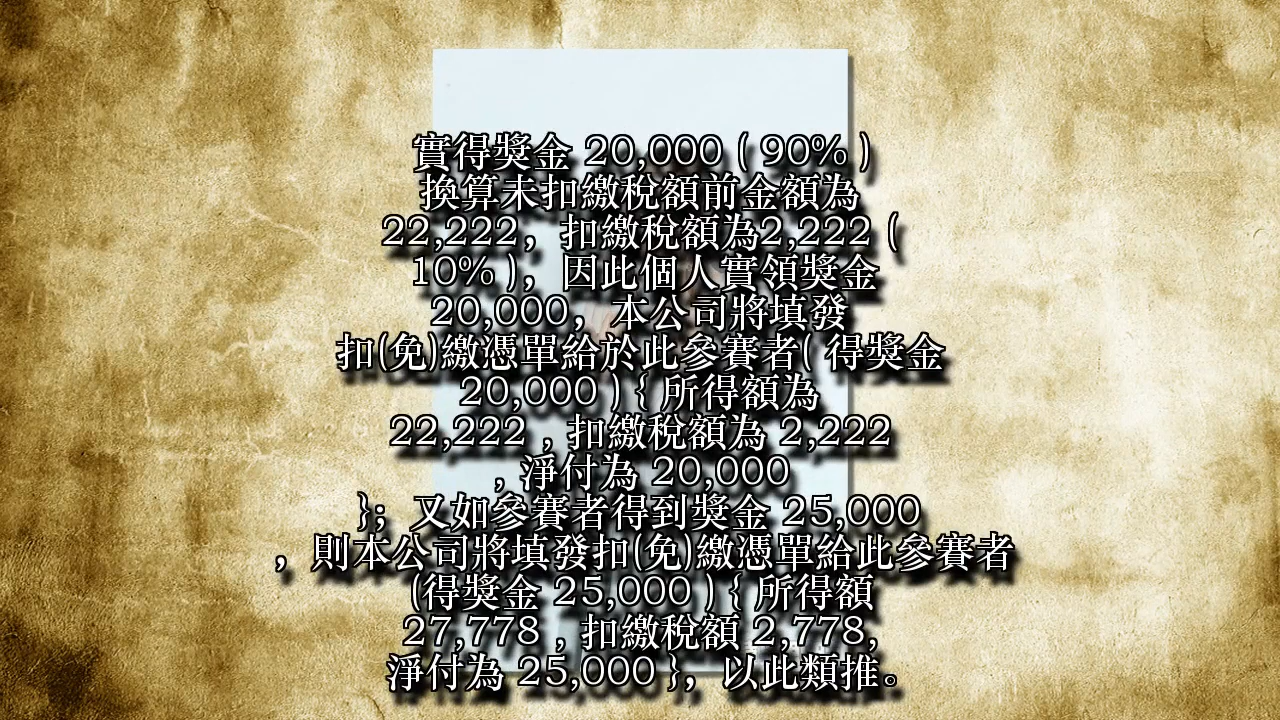 實得獎金 20,000 ( 90% )
換算未扣繳稅額前金額為
22,222，扣繳稅額為2,222 (
10% )，因此個人實領獎金
20,000，本公司將填發
扣(免)繳憑單給於此參賽者( 得獎金
20,000 ) { 所得額為
22,222 , 扣繳稅額為 2,222
, 淨付為 20,000
}；又如參賽者得到獎金 25,000
，則本公司將填發扣(免)繳憑單給此參賽者
(得獎金 25,000 ) { 所得額
27,778 , 扣繳稅額 2,778,
淨付為 25,000 }，以此類推。